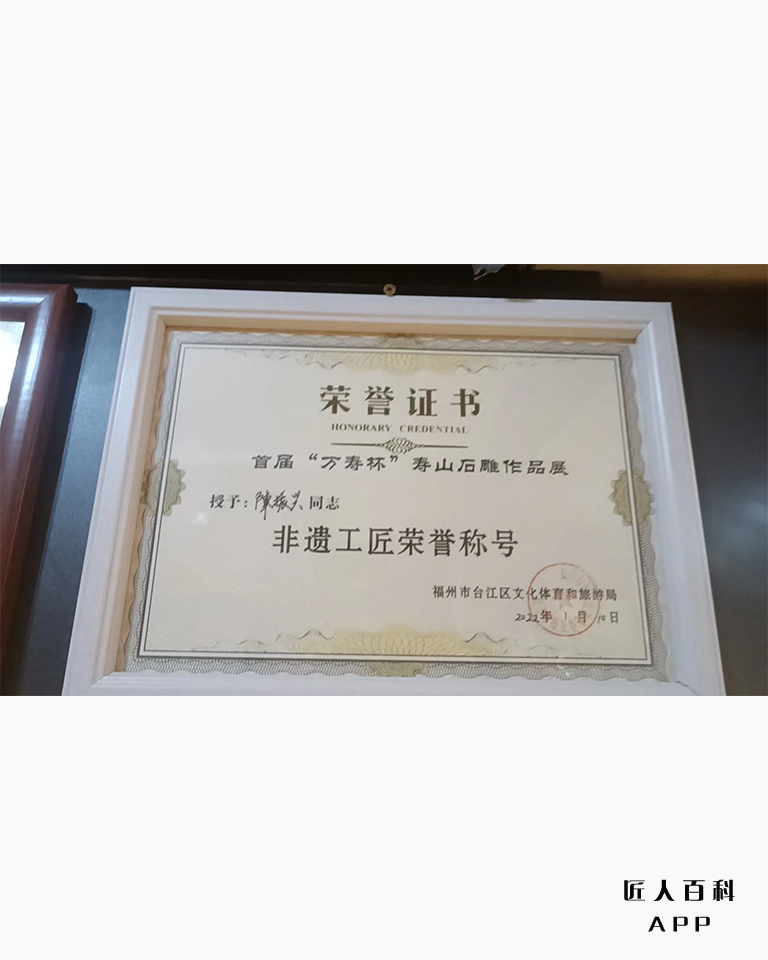 荣誉证书
HONORARY CREDENTIAL
首届“万寿杯”寿山石雕作品展
授予：陳振兴同志
非遗工匠荣誉称号
福州市台江区文化体育和旅游局
2022年1月10日
匠人百科
APP